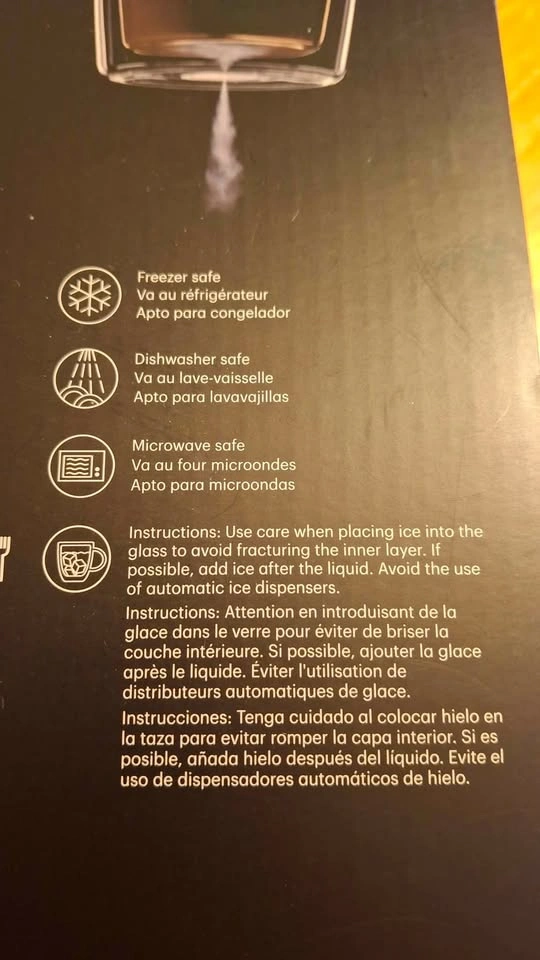 Freezer safe
Va au réfrigérateur
Apto para congelador
Dishwasher safe
Va au lave-vaisselle
Apto para lavavajillas
Microwave safe
Va au four microondes
Apto para microondas
Instructions: Use care when placing ice into the
glass to avoid fracturing the inner layer. If
possible, add ice after the liquid. Avoid the use
of automatic ice dispensers.
Instructions: Attention en introduisant de la
glace dans le verre pour éviter de briser la
couche intérieure. Si possible, ajouter la glace
après le liquide. Éviter l'utilisation de
distributeurs automatiques de glace.
Instrucciones: Tenga cuidado al colocar hielo en
la taza para evitar romper la capa interior. Si es
posible, añada hielo después del líquido. Evite el
uso de dispensadores automáticos de hielo.